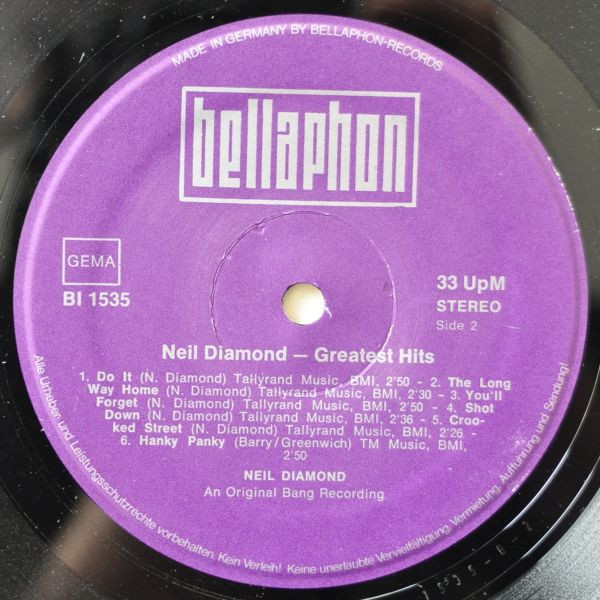 MADE IN GERMANY BY BELLAPHON-RECORDS
bellaphon
GEMA
BI 1535
33 UpM
STEREO
Side 2
Neil Diamond – Greatest Hits
1. Do It (N. Diamond) Tallyrand Music, BMI, 2'50 - 2. The Long
Way Home (N. Diamond) Tallyrand Music, BMI, 2'30 - 3. You'll
Forget (N. Diamond) Tallyrand Music, BMI, 2'50 - 4. Shot
Down (N. Diamond) Tallyrand Music, BMI, 2'36 - 5. Croo-
ked Street (N. Diamond) Tallyrand Music, BMI, 2'26 -
6. Hanky Panky (Barry/Greenwich) TM Music, BMI,
2'50
NEIL DIAMOND
An Original Bang Recording
Alle Urheber- und Leistungsschutzrechte vorbehalten. Kein Verleih! Keine unerlaubte Vervielfältigung, Vermietung, Aufführung und Sendung!